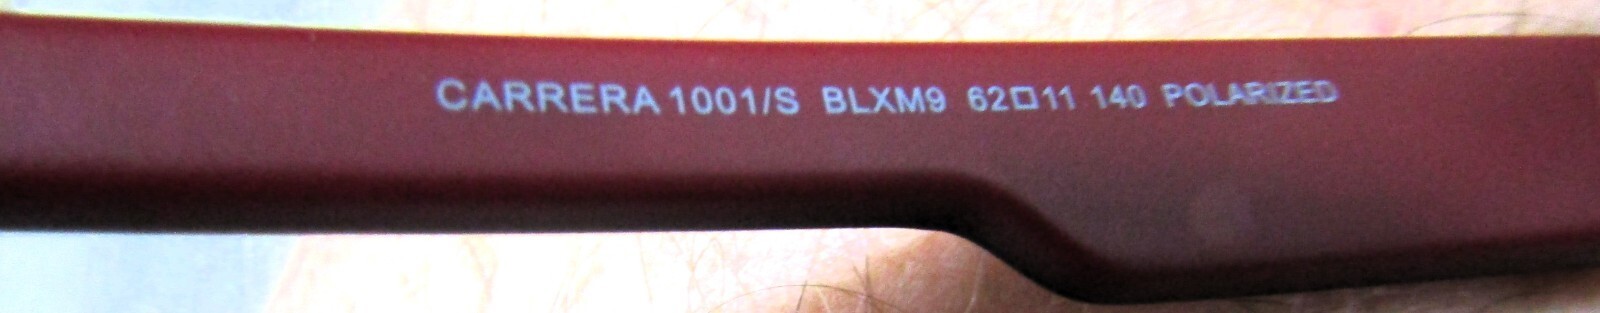 CARRERA 1001/S BLXM9 62□11 140 POLARIZED